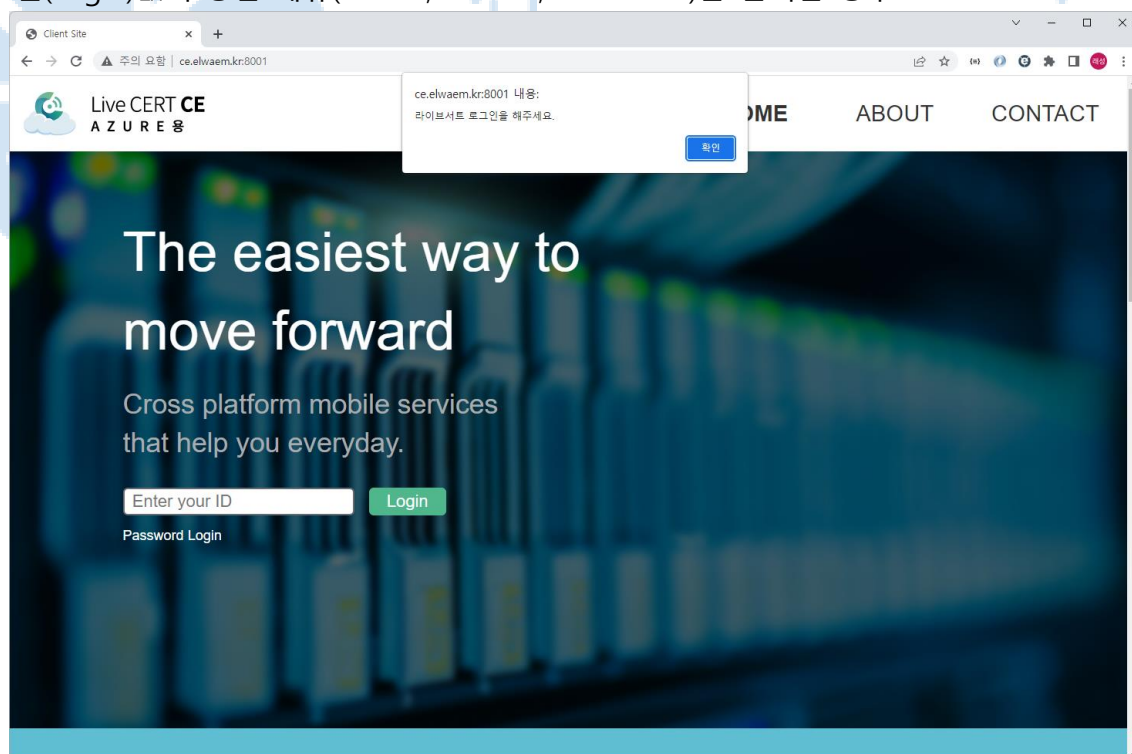 Client Site
주의 요함 | ce.elwaem.kr:8001
ce.elwaem.kr:8001 내용:
라이브서트 로그인을 해주세요.
확인
Live CERT CE
AZURE용
OME
ABOUT
CONTACT
The easiest way to
move forward
Cross platform mobile services
that help you everyday.
Enter your ID
Login
Password Login